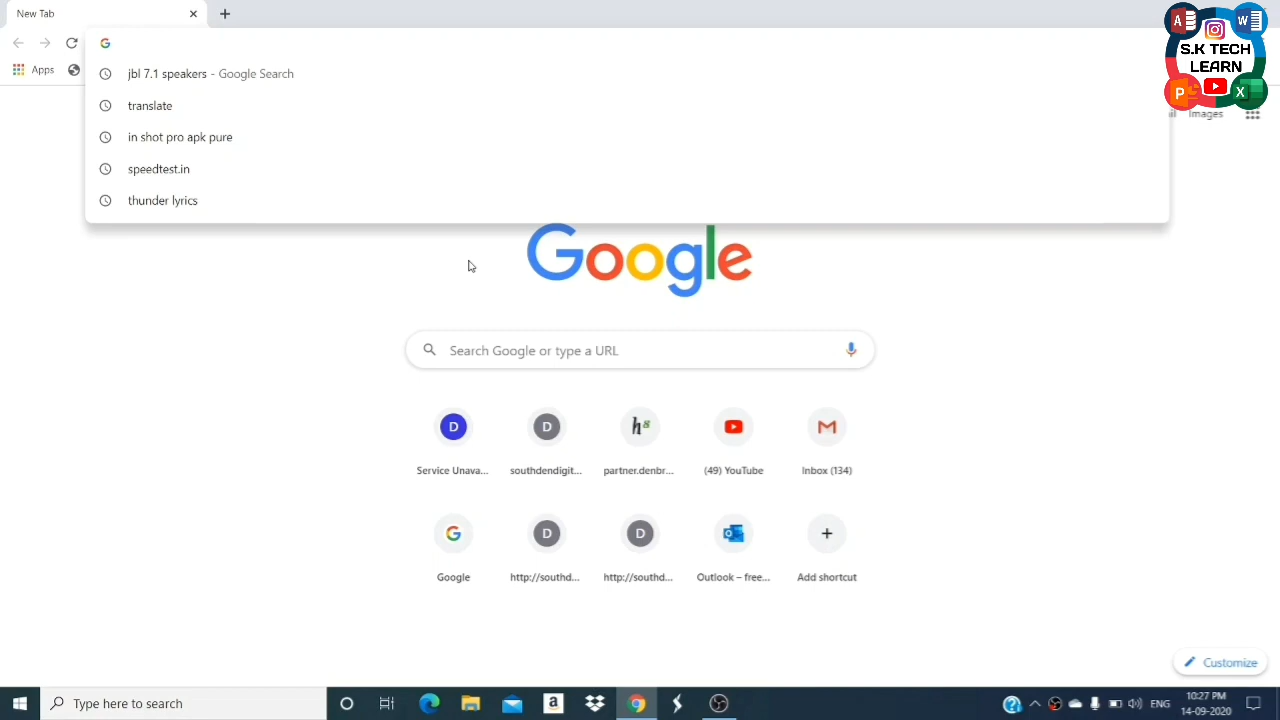 New Tab
S.K TECH
LEARN
A
W
P
X
Apps
jbl 7.1 speakers - Google Search
translate
in shot pro apk pure
speedtest.in
thunder lyrics
Images
Google
Search Google or type a URL
D
D
h8
Service Unava...
southdendigit...
partner.denbr...
(49) YouTube
Inbox (134)
G
D
D
Google
http://southd...
http://southd...
Outlook – free...
Add shortcut
Customize
Type here to search
a
ENG
10:27 PM
14-09-2020